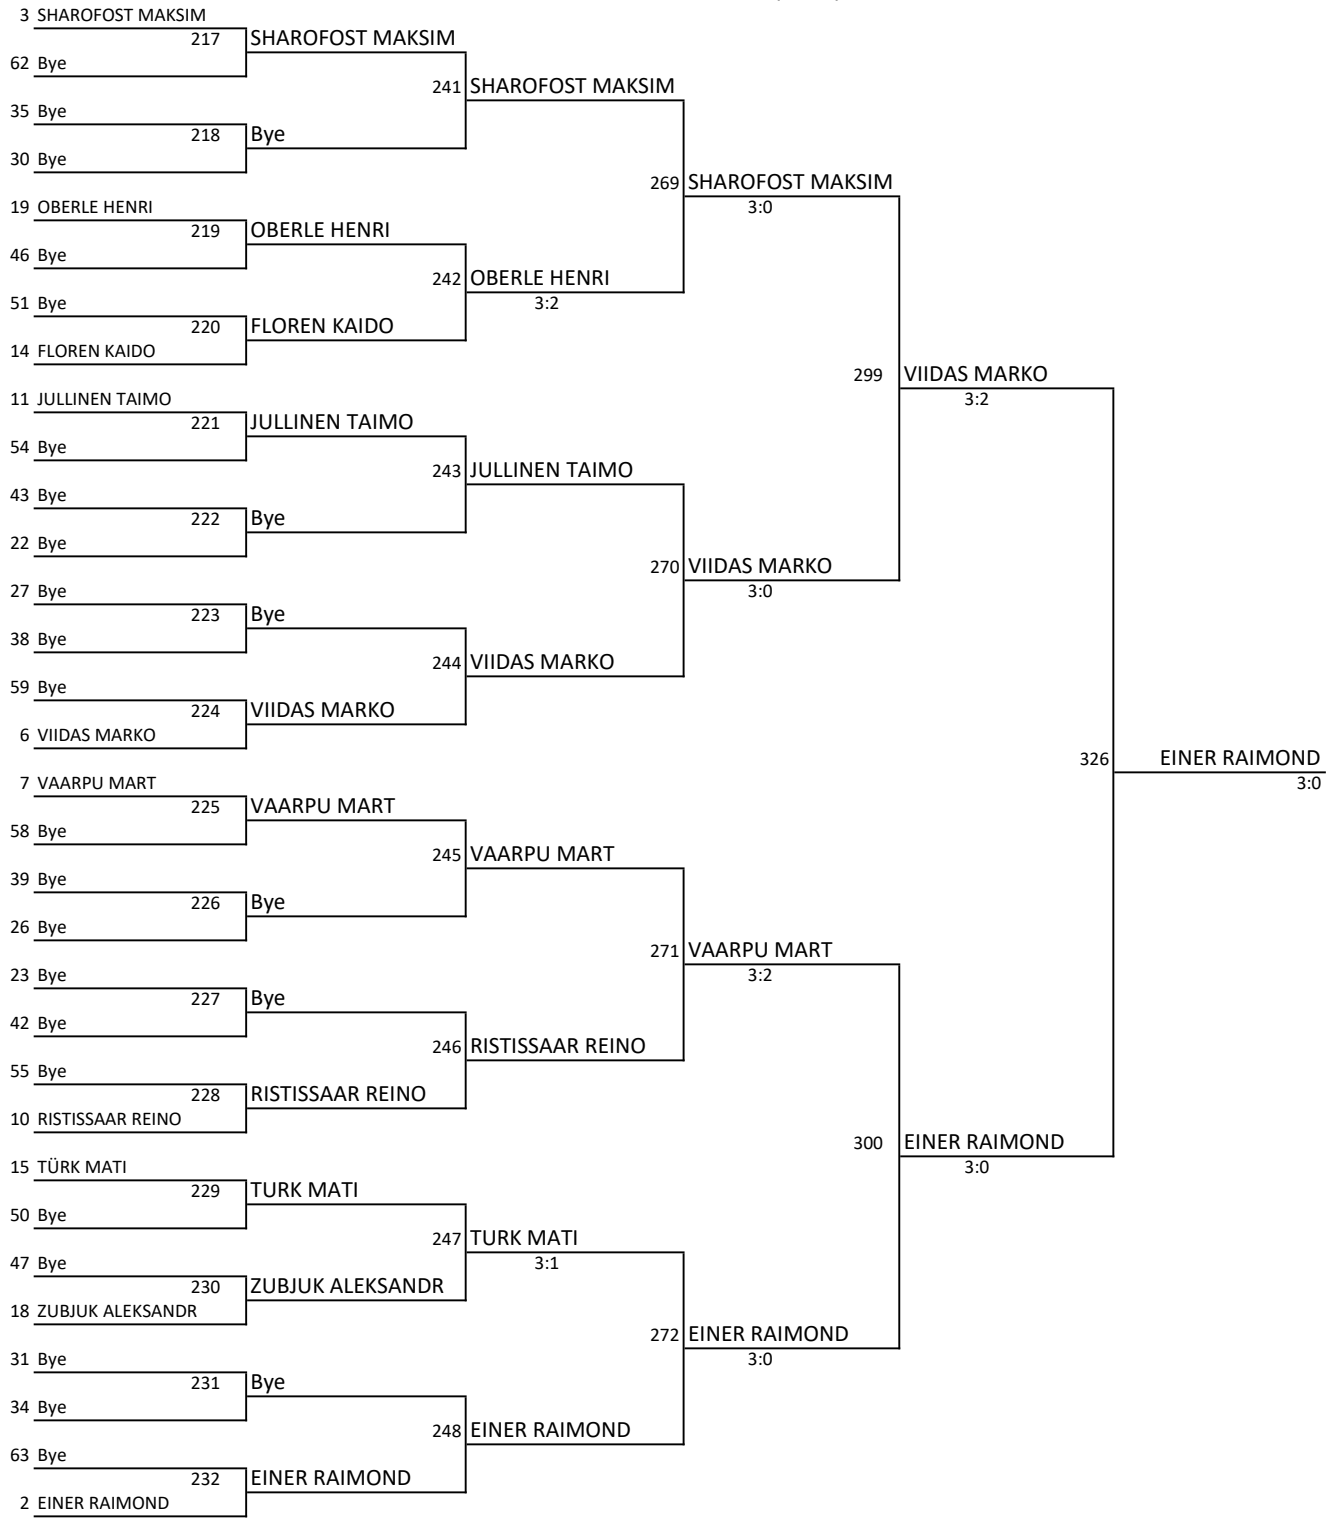 3 SHAROFOST MAKSIM
217 SHAROFOST MAKSIM
62 Bye
241 SHAROFOST MAKSIM
35 Bye
218 Bye
30 Bye
269 SHAROFOST MAKSIM
3:0
19 OBERLE HENRI
219 OBERLE HENRI
46 Bye
242 OBERLE HENRI
3:2
51 Bye
220 FLOREN KAIDO
14 FLOREN KAIDO
299 VIIDAS MARKO
3:2
11 JULLINEN TAIMO
221 JULLINEN TAIMO
54 Bye
243 JULLINEN TAIMO
43 Bye
222 Bye
22 Bye
270 VIIDAS MARKO
3:0
27 Bye
223 Bye
38 Bye
244 VIIDAS MARKO
59 Bye
224 VIIDAS MARKO
6 VIIDAS MARKO
326 EINER RAIMOND
3:0
7 VAARPU MART
225 VAARPU MART
58 Bye
245 VAARPU MART
39 Bye
226 Bye
26 Bye
271 VAARPU MART
3:2
23 Bye
227 Bye
42 Bye
246 RISTISSAAR REINO
55 Bye
228 RISTISSAAR REINO
10 RISTISSAAR REINO
300 EINER RAIMOND
3:0
15 TÜRK MATI
229 TURK MATI
50 Bye
247 TURK MATI
3:1
47 Bye
230 ZUBJUK ALEKSANDR
18 ZUBJUK ALEKSANDR
272 EINER RAIMOND
3:0
31 Bye
231 Bye
34 Bye
248 EINER RAIMOND
63 Bye
232 EINER RAIMOND
2 EINER RAIMOND